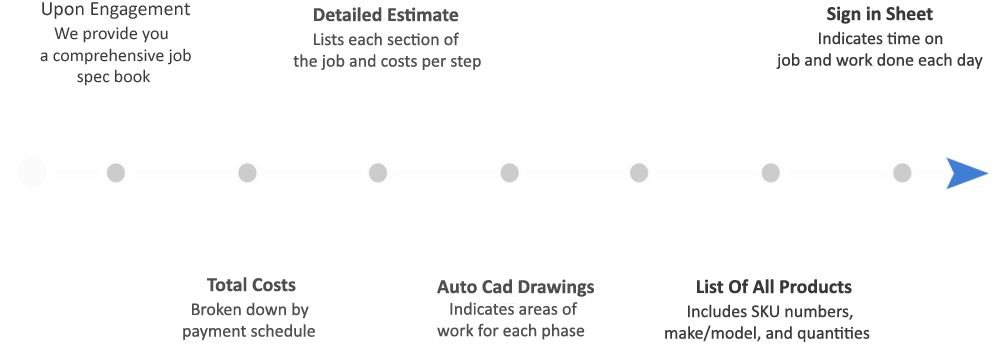 Upon Engagement
We provide you
a comprehensive job
spec book
Detailed Estimate
Lists each section of
the job and costs per step
Sign in Sheet
Indicates time on
job and work done each day
Total Costs
Broken down by
payment schedule
Auto Cad Drawings
Indicates areas of
work for each phase
List Of All Products
Includes SKU numbers,
make/model, and quantities